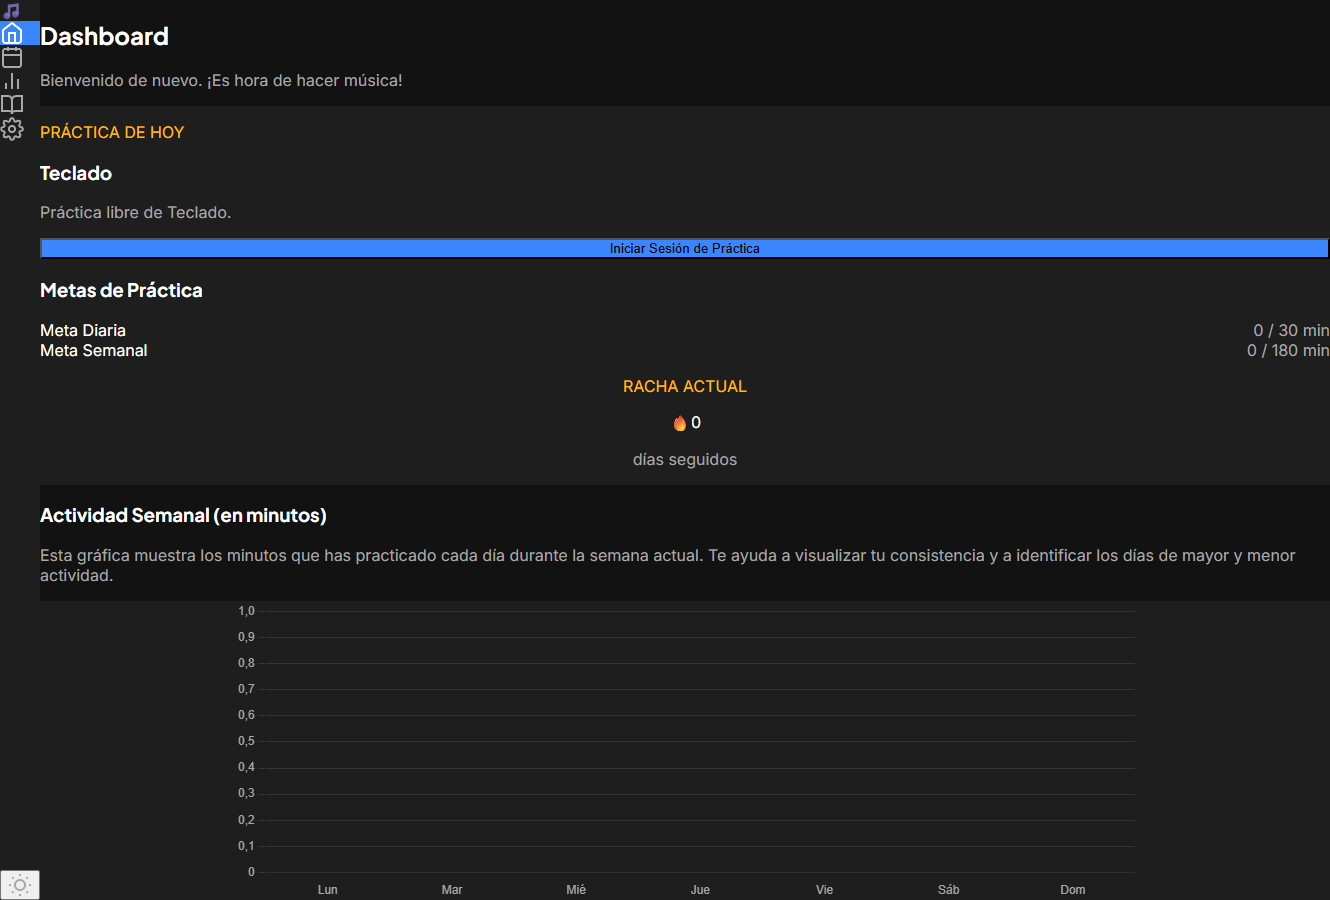 Dashboard
Bienvenido de nuevo. ¡Es hora de hacer música!
PRÁCTICA DE HOY
Teclado
Práctica libre de Teclado.
Iniciar Sesión de Práctica
Metas de Práctica
Meta Diaria 0 / 30 min
Meta Semanal 0 / 180 min
RACHA ACTUAL
🔥 0
días seguidos
Actividad Semanal (en minutos)
Esta gráfica muestra los minutos que has practicado cada día durante la semana actual. Te ayuda a visualizar tu consistencia y a identificar los días de mayor y menor
actividad.
1,0
0,9
0,8
0,7
0,6
0,5
0,4
0,3
0,2
0,1
0
Lun Mar Mié Jue Vie Sáb Dom